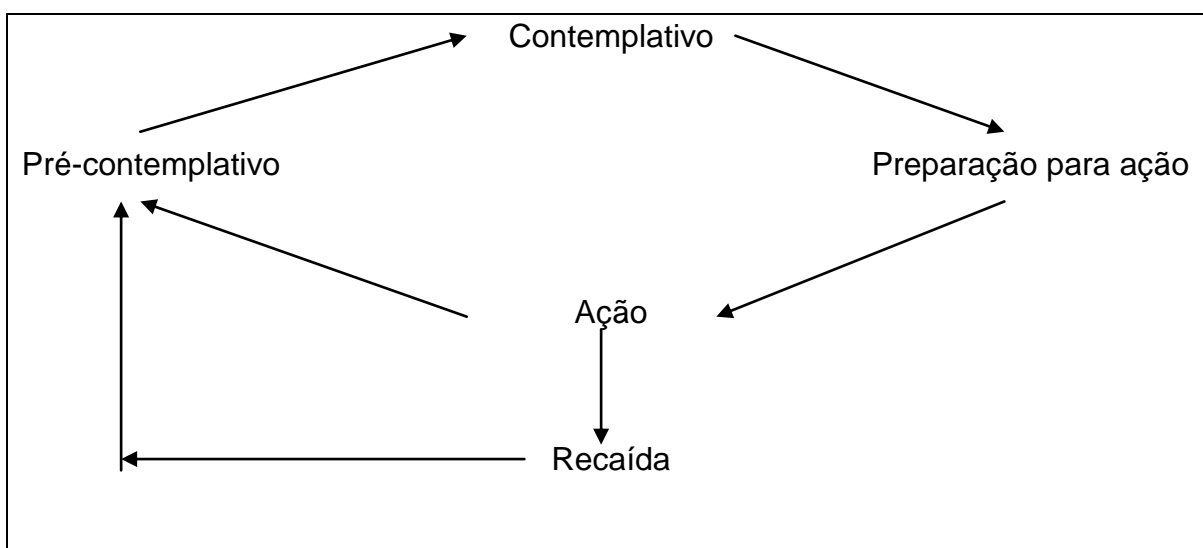 Contemplativo
Pré-contemplativo
Preparação para ação
Ação
Recaída